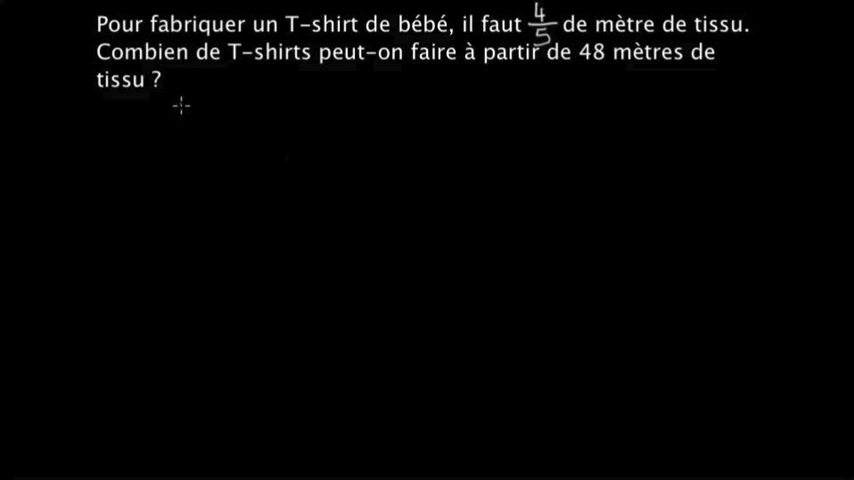 Pour fabriquer un T-shirt de bébé, il faut 4/5 de mètre de tissu.
Combien de T-shirts peut-on faire à partir de 48 mètres de
tissu ?